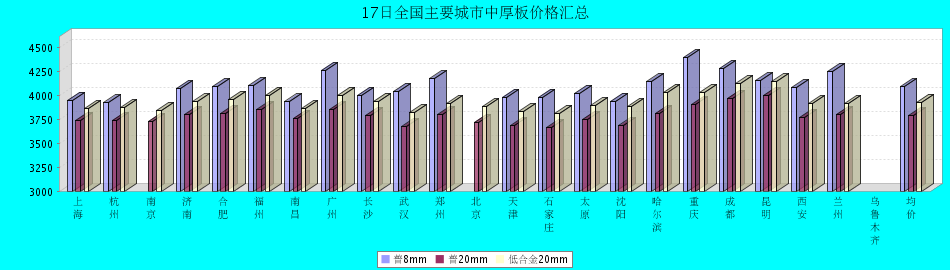 17日全国主要城市中厚板价格汇总
4500
4250
4000
3750
3500
3250
3000
上海
杭州
南京
济南
合肥
福州
南昌
广州
长沙
武汉
郑州
北京
天津
石家庄
太原
沈阳
哈尔滨
重庆
成都
昆明
西安
兰州
乌鲁木齐
均价
普8mm 普20mm 低合金20mm